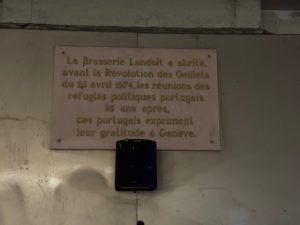 La Brasserie Landolt a abrité,
avant la Révolution des Oeillets
du 25 avril 1974, les réunions des
réfugiés politiques portugais.
25 ans après,
ces portugais expriment
leur gratitude à Genève.